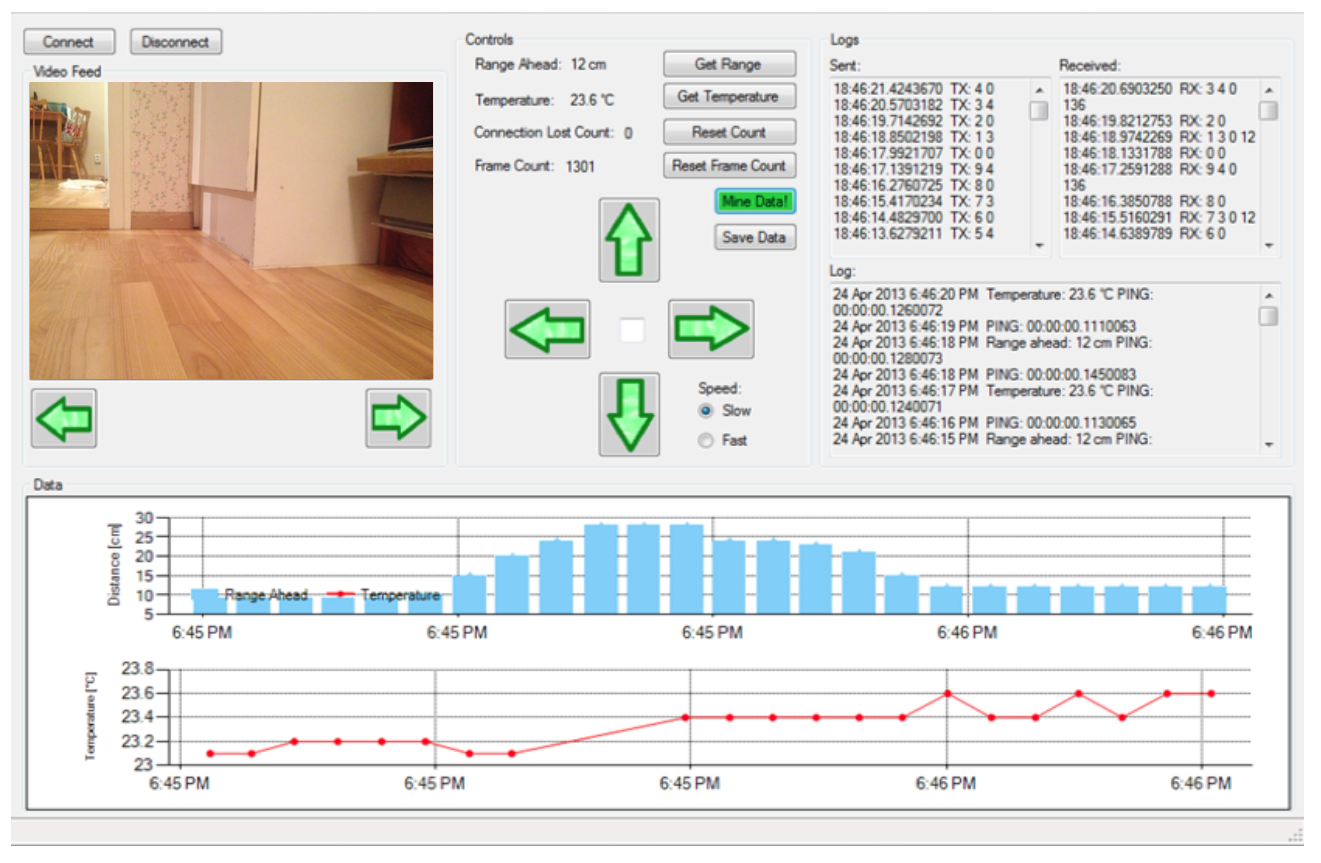 Connect Disconnect
Video Feed
Controls
Range Ahead: 12 cm Get Range
Temperature: 23.6 °C Get Temperature
Connection Lost Count: 0 Reset Count
Frame Count: 1301 Reset Frame Count
Mine Data!
Save Data
Speed:
Slow
Fast
Logs
Sent:
18:46:21.4243670 TX: 4 0
18:46:20.5703182 TX: 3 4
18:46:19.7142692 TX: 2 0
18:46:18.8502198 TX: 1 3
18:46:17.9921707 TX: 0 0
18:46:17.1391219 TX: 9 4
18:46:16.2760725 TX: 8 0
18:46:15.4170234 TX: 7 3
18:46:14.4829700 TX: 6 0
18:46:13.6279211 TX: 5 4
Received:
18:46:20.6903250 RX: 3 4 0
136
18:46:19.8212753 RX: 2 0
18:46:18.9742269 RX: 1 3 0 12
18:46:18.1331788 RX: 0 0
18:46:17.2591288 RX: 9 4 0
136
18:46:16.3850788 RX: 8 0
18:46:15.5160291 RX: 7 3 0 12
18:46:14.6389789 RX: 6 0
Log:
24 Apr 2013 6:46:20 PM Temperature: 23.6 °C PING:
00:00:00.1260072
24 Apr 2013 6:46:19 PM PING: 00:00:00.1110063
24 Apr 2013 6:46:18 PM Range ahead: 12 cm PING:
00:00:00.1280073
24 Apr 2013 6:46:18 PM PING: 00:00:00.1450083
24 Apr 2013 6:46:17 PM Temperature: 23.6 °C PING:
00:00:00.1240071
24 Apr 2013 6:46:16 PM PING: 00:00:00.1130065
24 Apr 2013 6:46:15 PM Range ahead: 12 cm PING:
Data
Distance [cm]
30
25
20
15
10
5
Range Ahead Temperature
6:45 PM 6:45 PM 6:45 PM 6:46 PM 6:46 PM
Temperature [°C]
23.8
23.6
23.4
23.2
23
6:45 PM 6:45 PM 6:45 PM 6:46 PM 6:46 PM